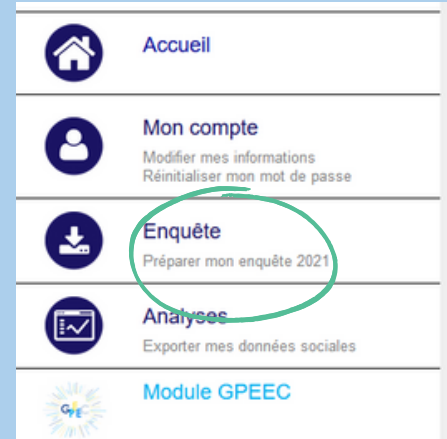 Accueil
Mon compte
Modifier mes informations
Réinitialiser mon mot de passe
Enquête
Préparer mon enquête 2021
Analyses
Exporter mes données sociales
Module GPEEC